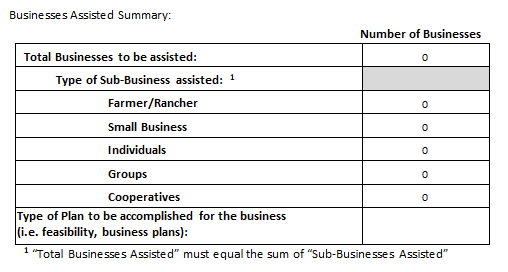 Businesses Assisted Summary:
Number of Businesses
Total Businesses to be assisted: 0
Type of Sub-Business assisted: 1
Farmer/Rancher 0
Small Business 0
Individuals 0
Groups 0
Cooperatives 0
Type of Plan to be accomplished for the business
(i.e. feasibility, business plans):
1 “Total Businesses Assisted” must equal the sum of “Sub-Businesses Assisted”